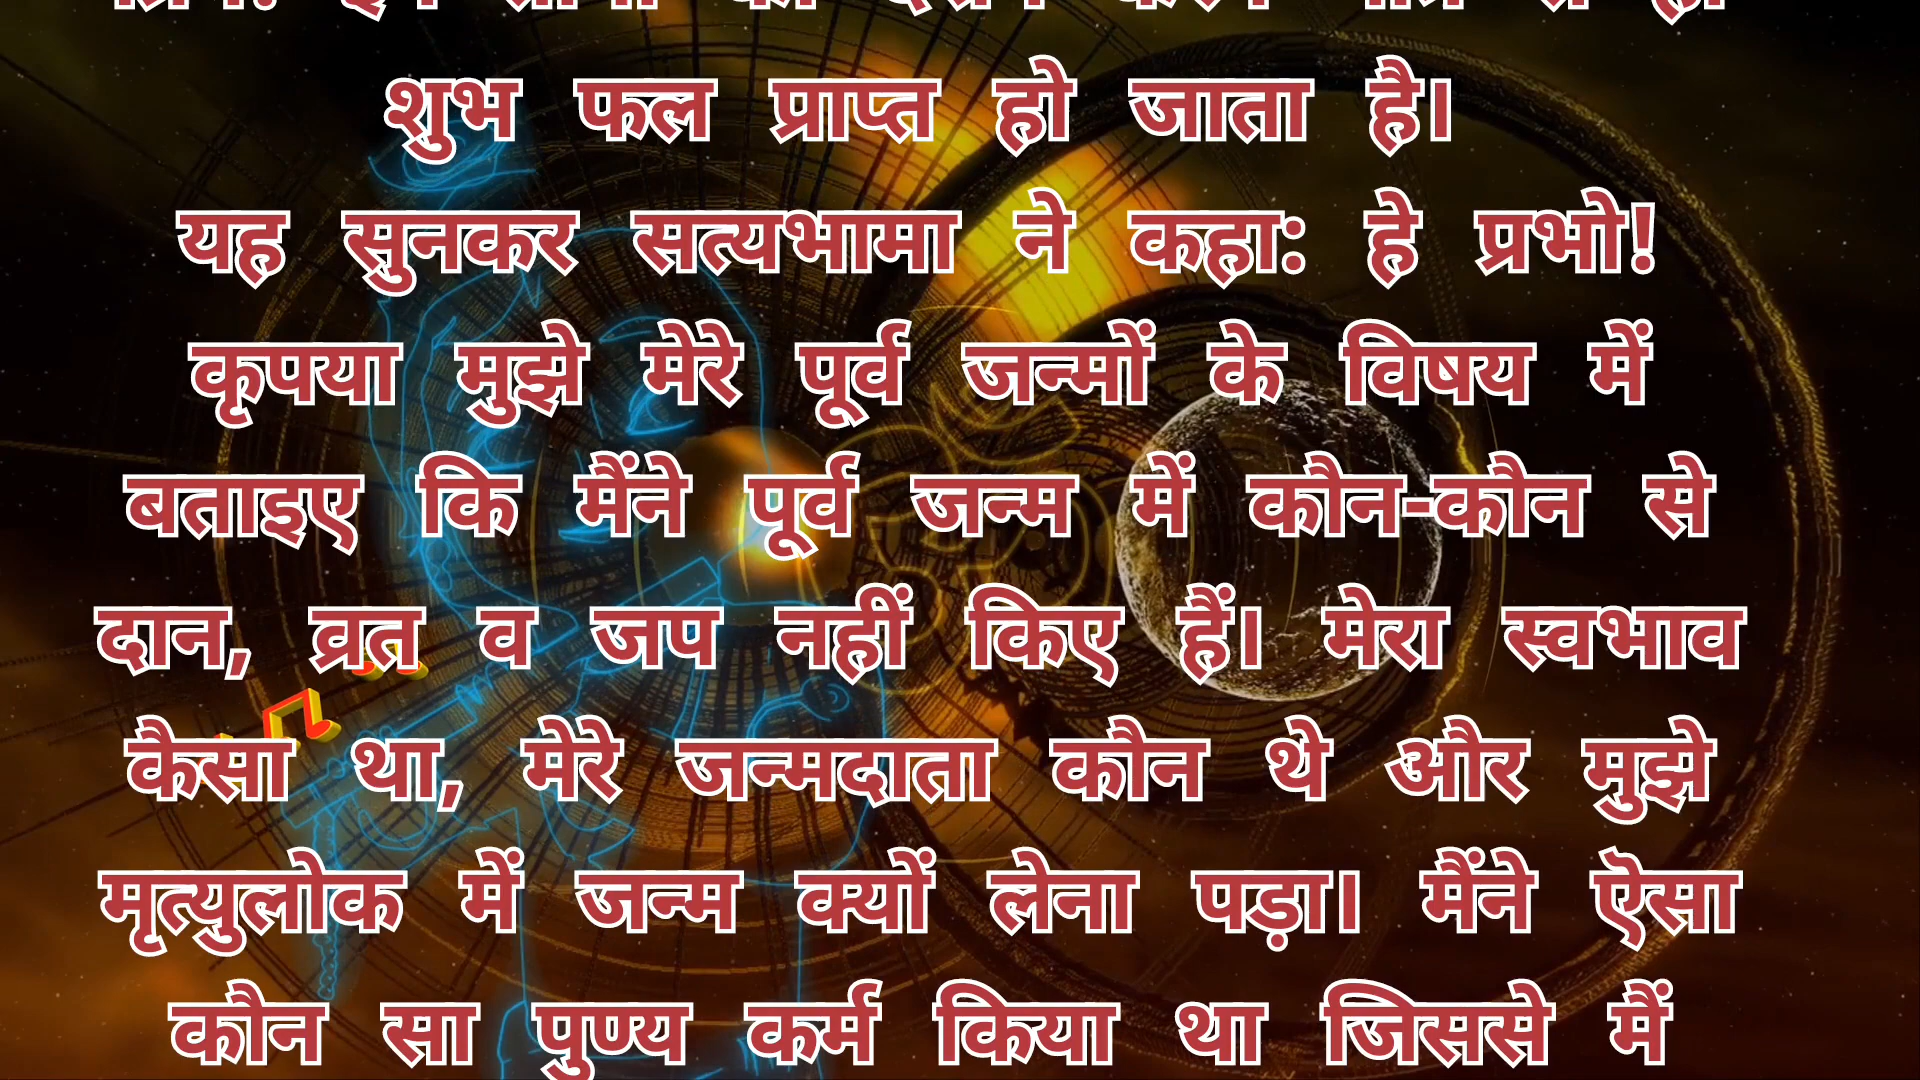 शुभ फल प्राप्त हो जाता है।
यह सुनकर सत्यभामा ने कहा: हे प्रभो!
कृपया मुझे मेरे पूर्व जन्मों के विषय में
बताइए कि मैंने पूर्व जन्म में कौन-कौन से
दान, व्रत व जप नहीं किए हैं। मेरा स्वभाव
कैसा था, मेरे जन्मदाता कौन थे और मुझे
मृत्युलोक में जन्म क्यों लेना पड़ा। मैंने ऎसा
कौन सा पुण्य कर्म किया था जिससे मैं